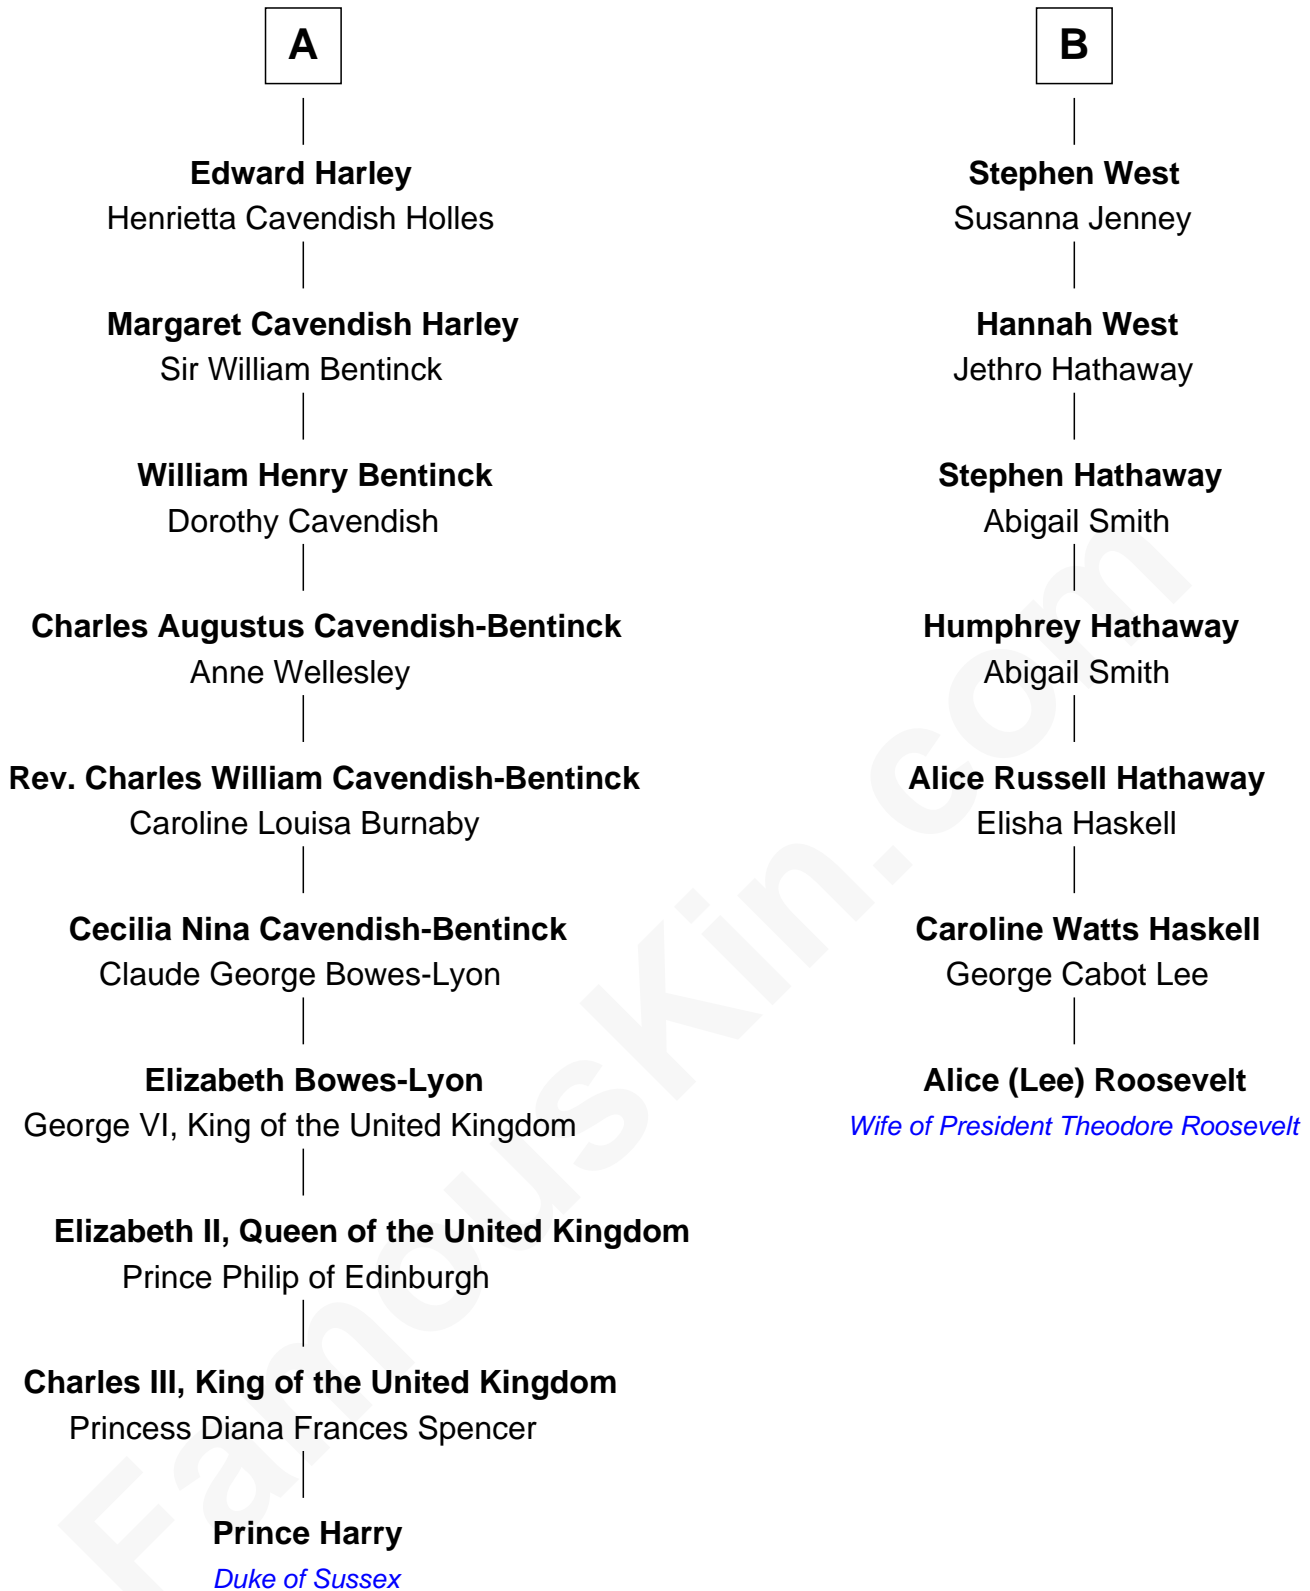 A
Edward Harley
Henrietta Cavendish Holles
Margaret Cavendish Harley
Sir William Bentinck
William Henry Bentinck
Dorothy Cavendish
Charles Augustus Cavendish-Bentinck
Anne Wellesley
Rev. Charles William Cavendish-Bentinck
Caroline Louisa Burnaby
Cecilia Nina Cavendish-Bentinck
Claude George Bowes-Lyon
Elizabeth Bowes-Lyon
George VI, King of the United Kingdom
Elizabeth II, Queen of the United Kingdom
Prince Philip of Edinburgh
Charles III, King of the United Kingdom
Princess Diana Frances Spencer
Prince Harry
Duke of Sussex
B
Stephen West
Susanna Jenney
Hannah West
Jethro Hathaway
Stephen Hathaway
Abigail Smith
Humphrey Hathaway
Abigail Smith
Alice Russell Hathaway
Elisha Haskell
Caroline Watts Haskell
George Cabot Lee
Alice (Lee) Roosevelt
Wife of President Theodore Roosevelt
FamousKin.com